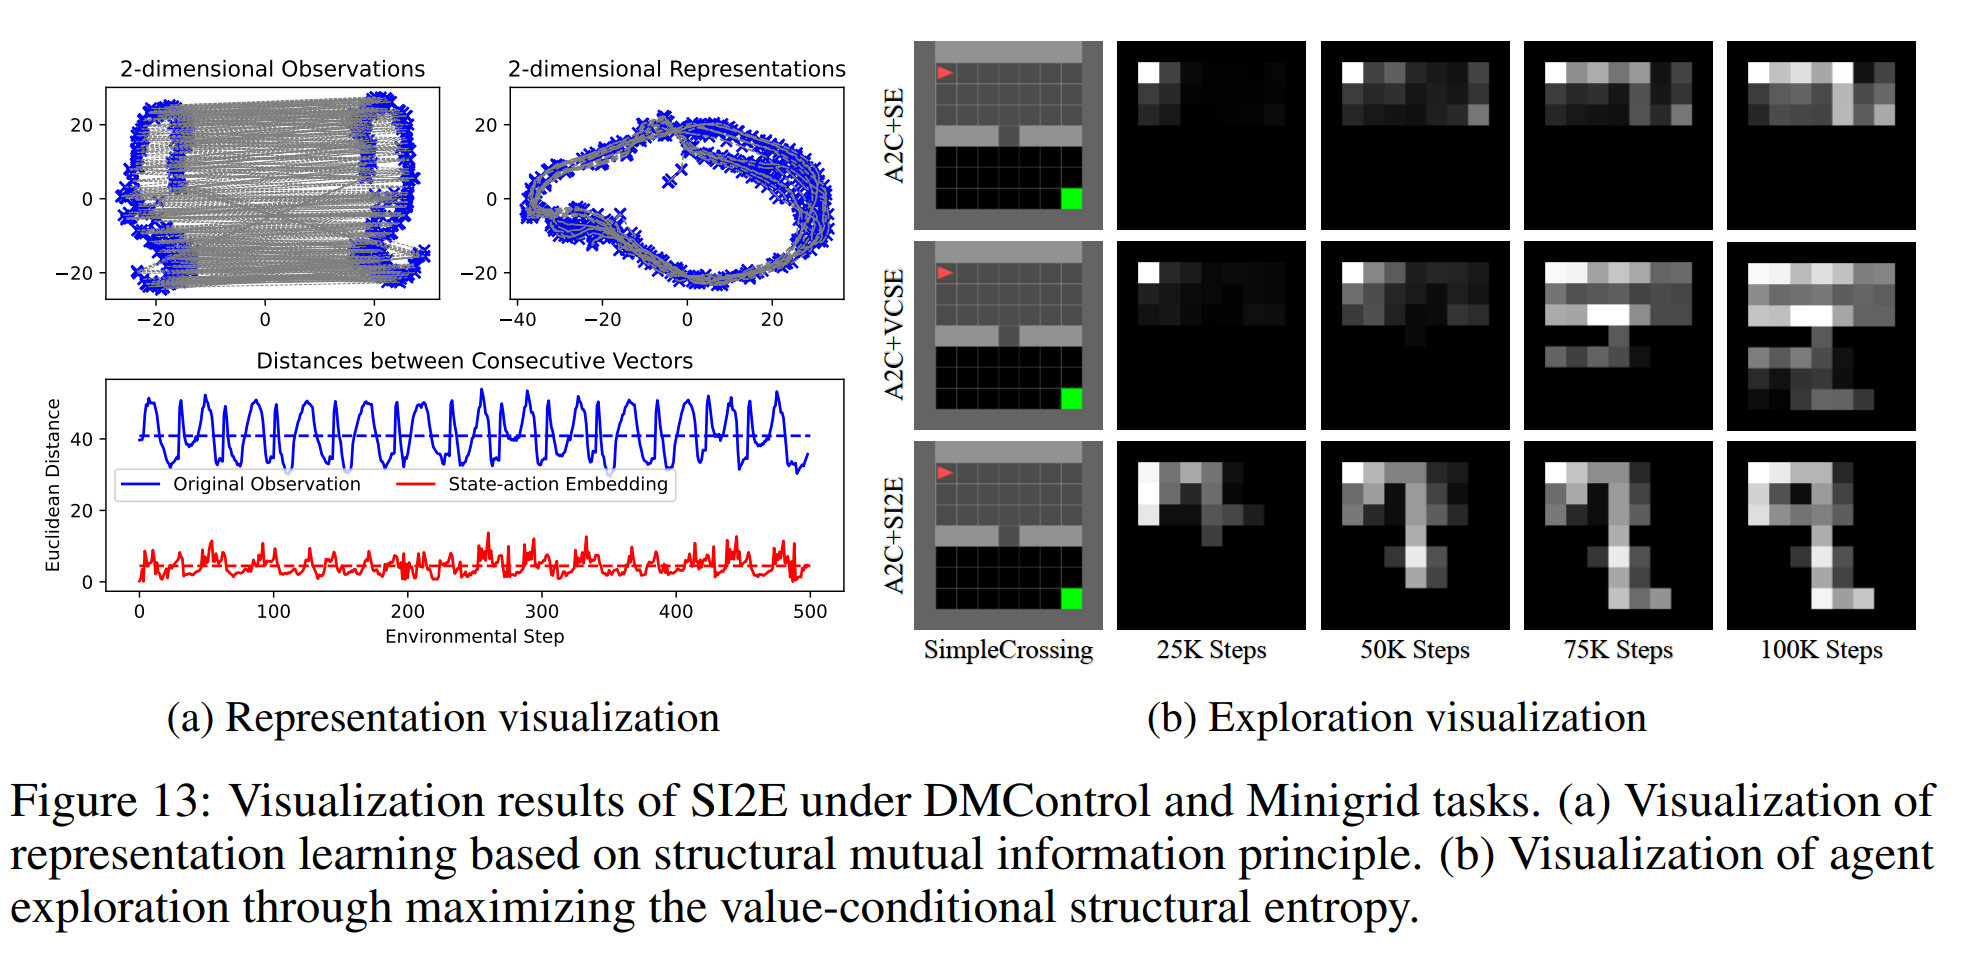 2-dimensional Observations
20
0
−20
−20
0
20
2-dimensional Representations
20
0
−20
−40
−20
0
20
Distances between Consecutive Vectors
Euclidean Distance
40
20
0
Original Observation
State-action Embedding
0
100
200
300
400
500
Environmental Step
(a) Representation visualization
A2C+SE
A2C+VCSE
A2C+SI2E
SimpleCrossing
25K Steps
50K Steps
75K Steps
100K Steps
(b) Exploration visualization
Figure 13: Visualization results of SI2E under DMControl and Minigrid tasks. (a) Visualization of
representation learning based on structural mutual information principle. (b) Visualization of agent
exploration through maximizing the value-conditional structural entropy.